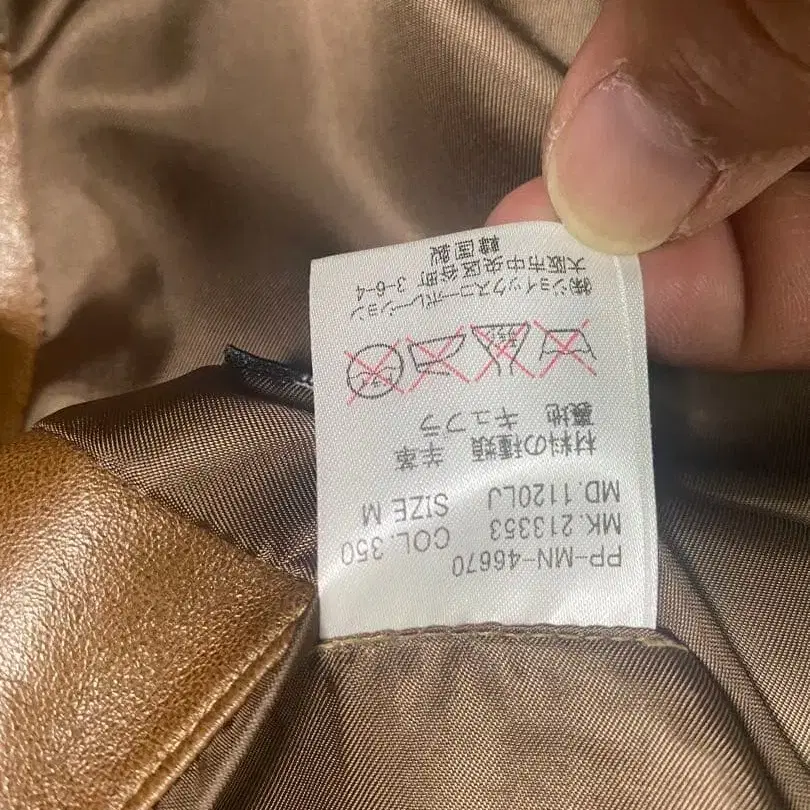 PP-MN-46670
MK.213353 COL.350
MD.1120LJ SIZE M
材料の種類 羊革
裏地 キュプラ
㈱ジョイックスコーポレーション
大阪市中央区谷町 3-6-4
韓国製